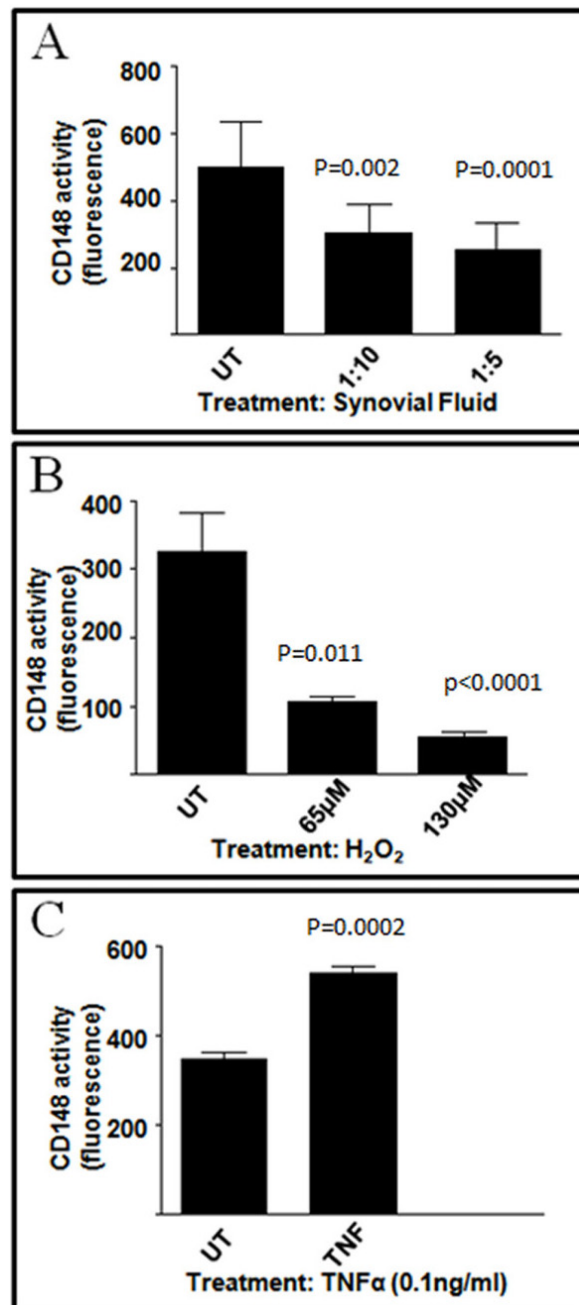 A
CD148 activity
(fluorescence)
800
600
400
200
P=0.002
P=0.0001
UT
1:10
1:5
Treatment: Synovial Fluid
B
CD148 activity
(fluorescence)
400
300
200
100
P=0.011
p<0.0001
UT
65µM
130µM
Treatment: H₂O₂
C
CD148 activity
(fluorescence)
600
400
200
P=0.0002
UT
TNF
Treatment: TNFα (0.1ng/ml)